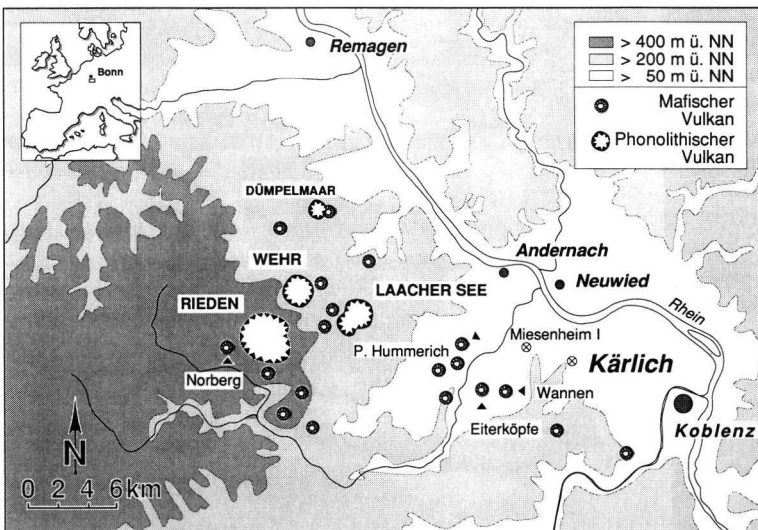 Bonn
Remagen
> 400 m ü. NN
> 200 m ü. NN
> 50 m ü. NN
Mafischer
Vulkan
Phonolithischer
Vulkan
DÜMPELMAAR
WEHR
Andernach
LAACHER SEE
Neuwied
RIEDEN
Rhein
Miesenheim I
P. Hummerich
Kärlich
Norberg
Wannen
Eiterköpfe
Koblenz
N
0 2 4 6km